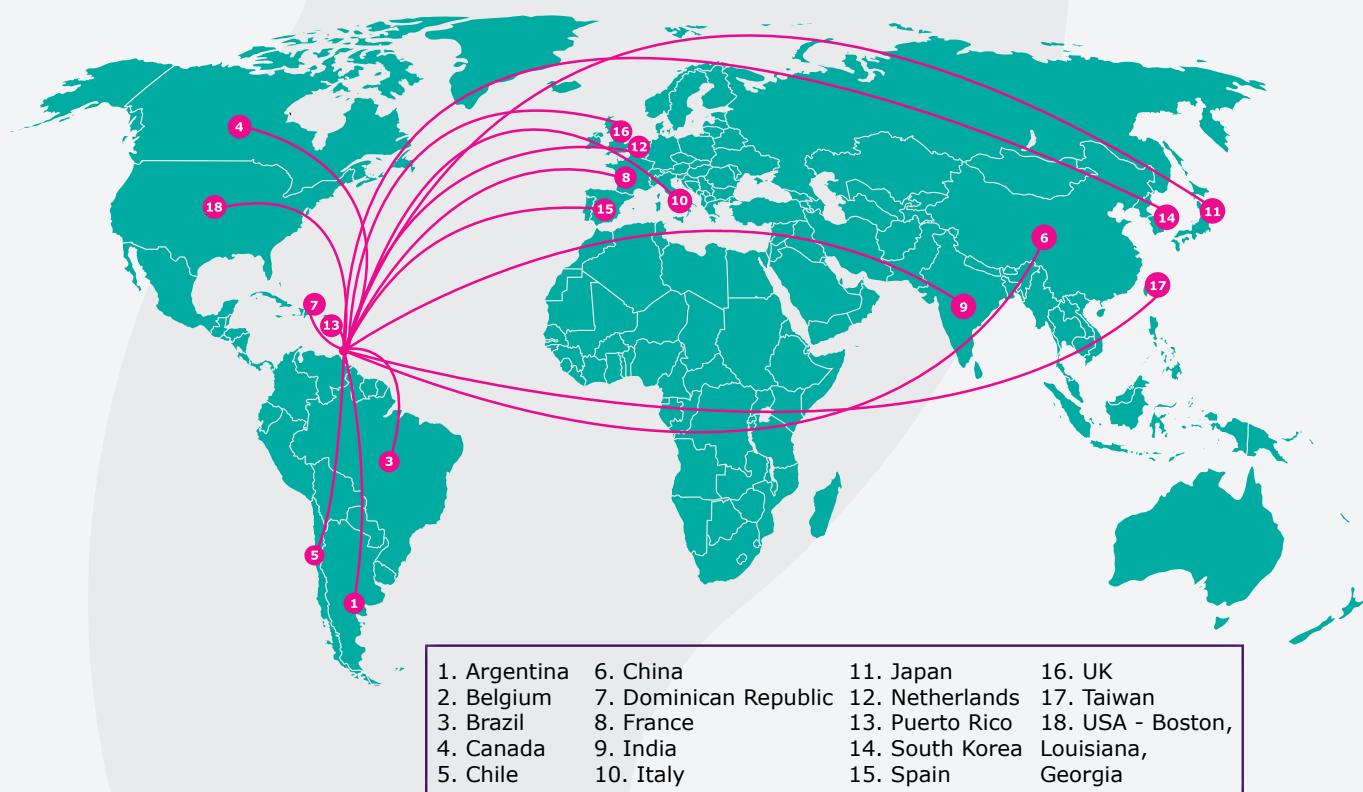 4
18
16
12
8
10
15
14
11
6
17
9
7
13
3
5
1
1. Argentina
2. Belgium
3. Brazil
4. Canada
5. Chile
6. China
7. Dominican Republic
8. France
9. India
10. Italy
11. Japan
12. Netherlands
13. Puerto Rico
14. South Korea
15. Spain
16. UK
17. Taiwan
18. USA - Boston,
Louisiana,
Georgia